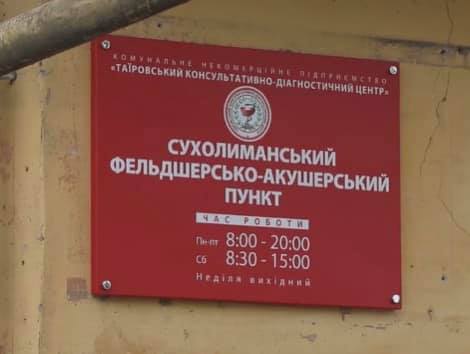 КОМУНАЛЬНЕ НЕКОМЕРЦІЙНЕ ПІДПРИЄМСТВО
«ТАЇРОВСЬКИЙ КОНСУЛЬТАТИВНО-ДІАГНОСТИЧНИЙ ЦЕНТР»
СУХОЛИМАНСЬКИЙ
ФЕЛЬДШЕРСЬКО-АКУШЕРСЬКИЙ
ПУНКТ
ЧАС РОБОТИ
Пн-пт 8:00 - 20:00
Сб 8:30 - 15:00
Неділя вихідний